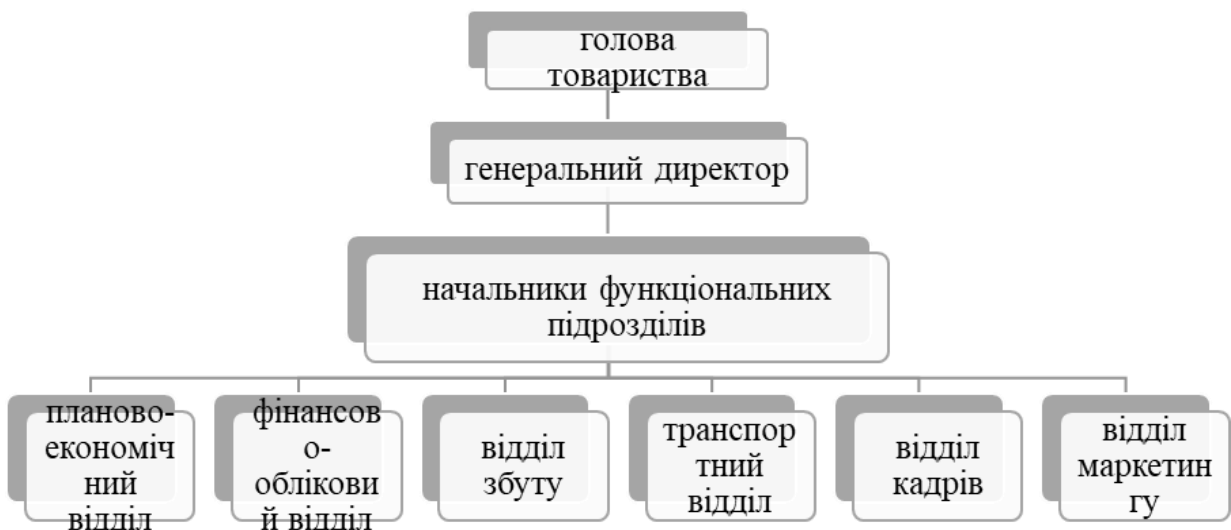 голова
товариства
генеральний директор
начальники функціональних
підрозділів
планово-
економіч
ний
відділ
фінансов
о-
облікови
й відділ
відділ
збуту
транспор
тний
відділ
відділ
кадрів
відділ
маркетин
гу